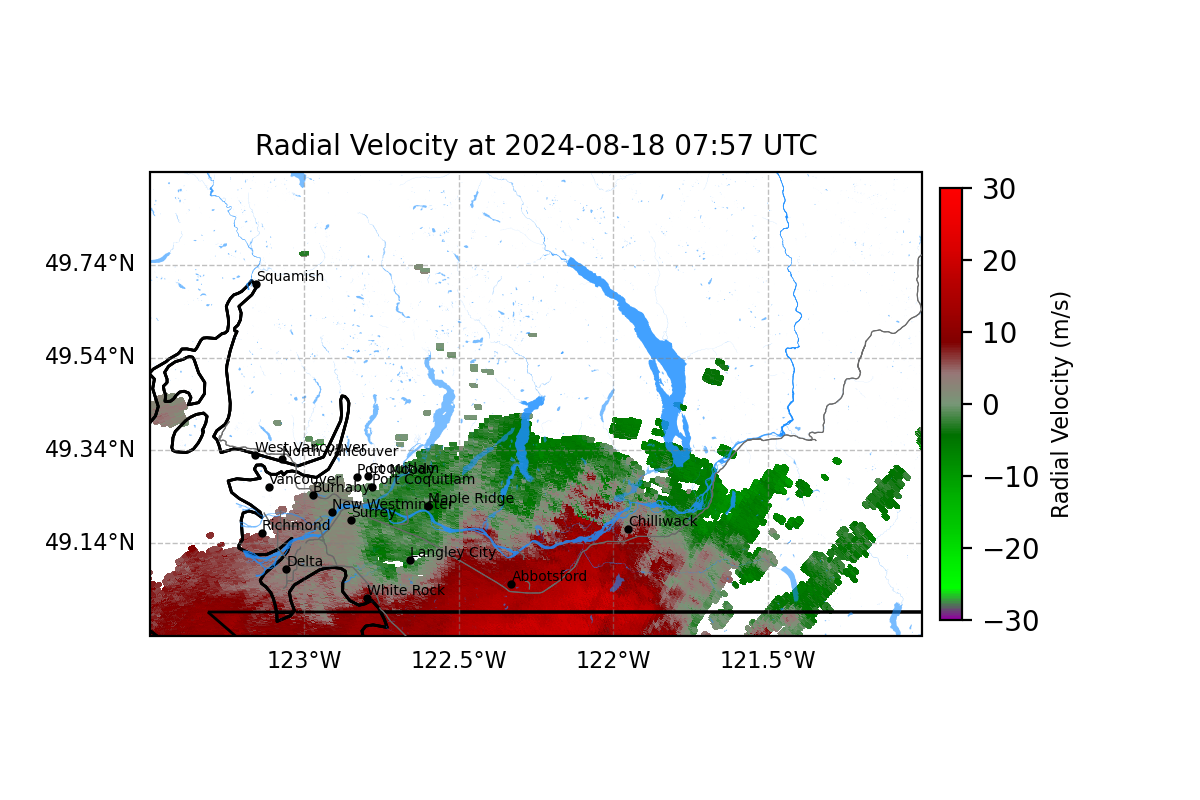 Radial Velocity at 2024-08-18 07:57 UTC
49.74°N
49.54°N
49.34°N
49.14°N
123°W
122.5°W
122°W
121.5°W
Squamish
West Vancouver
North Vancouver
Port Moody
Coquitlam
Vancouver
Burnaby
Port Coquitlam
New Westminster
Maple Ridge
Surrey
Richmond
Chilliwack
Delta
Langley City
Abbotsford
White Rock
30
20
10
0
−10
−20
−30
Radial Velocity (m/s)